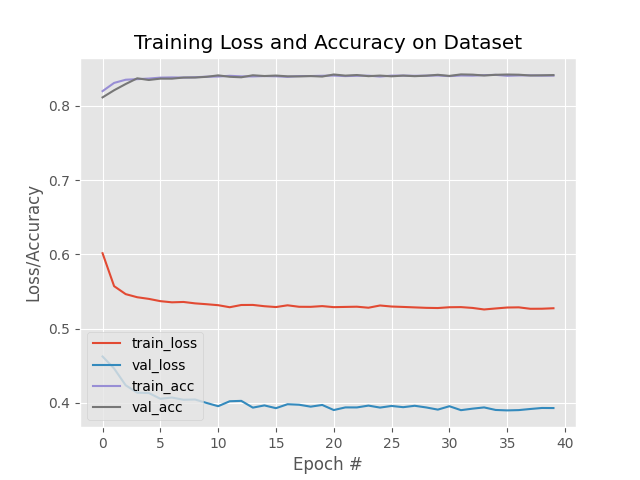 Training Loss and Accuracy on Dataset
Loss/Accuracy
0.8
0.7
0.6
0.5
0.4
train_loss
val_loss
train_acc
val_acc
0 5 10 15 20 25 30 35 40
Epoch #